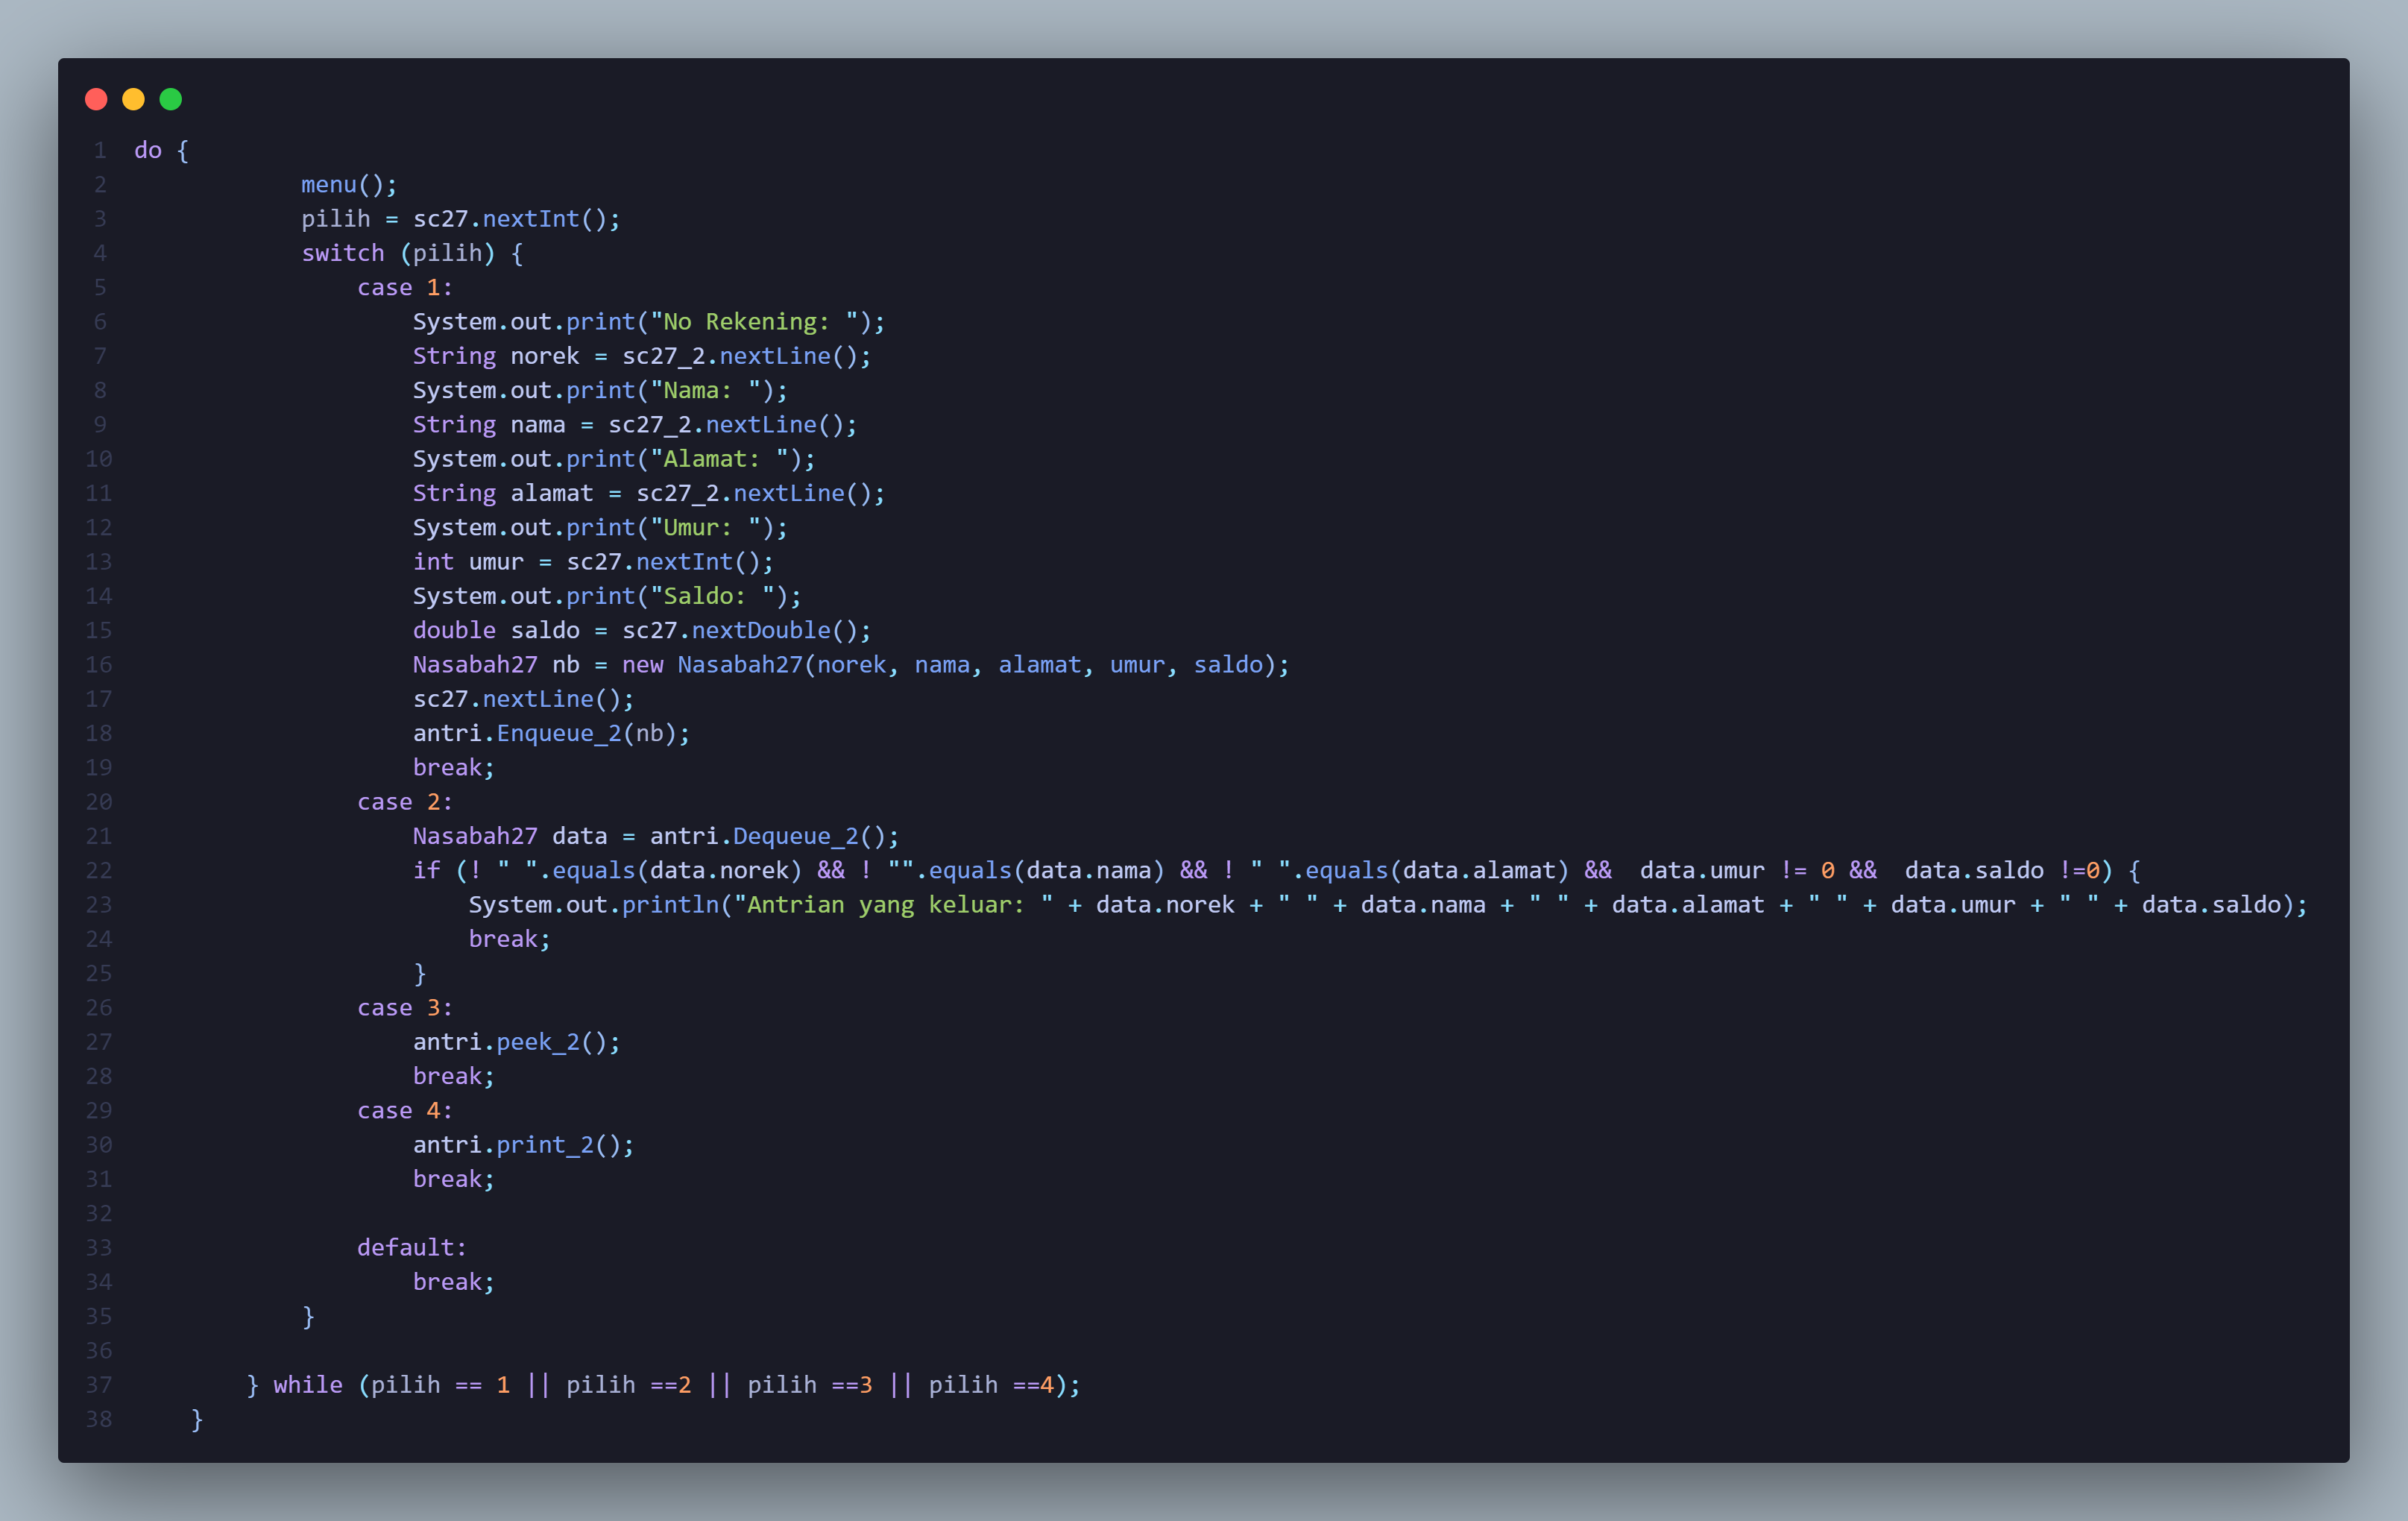 1 do {
2             menu();
3             pilih = sc27.nextInt();
4             switch (pilih) {
5                 case 1:
6                     System.out.print("No Rekening: ");
7                     String norek = sc27_2.nextLine();
8                     System.out.print("Nama: ");
9                     String nama = sc27_2.nextLine();
10                     System.out.print("Alamat: ");
11                     String alamat = sc27_2.nextLine();
12                     System.out.print("Umur: ");
13                     int umur = sc27.nextInt();
14                     System.out.print("Saldo: ");
15                     double saldo = sc27.nextDouble();
16                     Nasabah27 nb = new Nasabah27(norek, nama, alamat, umur, saldo);
17                     sc27.nextLine();
18                     antri.Enqueue_2(nb);
19                     break;
20                 case 2:
21                     Nasabah27 data = antri.Dequeue_2();
22                     if (! " ".equals(data.norek) && ! "".equals(data.nama) && ! " ".equals(data.alamat) &&  data.umur != 0 &&  data.saldo !=0) {
23                         System.out.println("Antrian yang keluar: " + data.norek + " " + data.nama + " " + data.alamat + " " + data.umur + " " + data.saldo);
24                         break;
25                     }
26                 case 3:
27                     antri.peek_2();
28                     break;
29                 case 4:
30                     antri.print_2();
31                     break;
32
33                 default:
34                     break;
35             }
36
37         } while (pilih == 1 || pilih ==2 || pilih ==3 || pilih ==4);
38     }